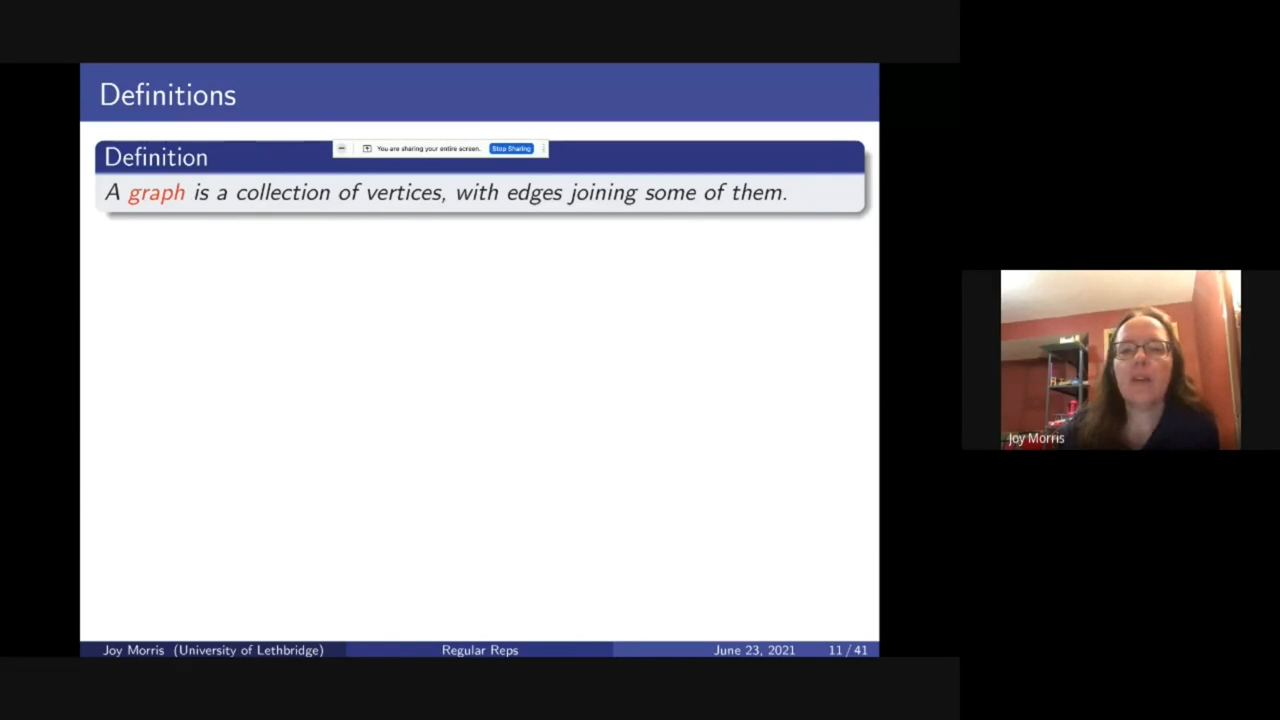 Definitions
Definition
You are sharing your entire screen.
Stop Sharing
A graph is a collection of vertices, with edges joining some of them.
Joy Morris
Joy Morris (University of Lethbridge)
Regular Reps
June 23, 2021
11 / 41